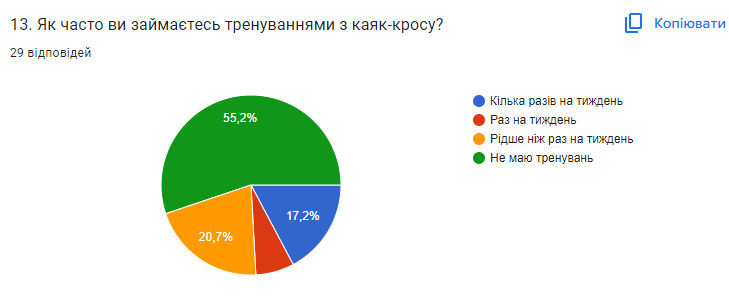 13. Як часто ви займаєтесь тренуваннями з каяк-кросу?
Копіювати
29 відповідей
55,2%
17,2%
20,7%
Кілька разів на тиждень
Раз на тиждень
Рідше ніж раз на тиждень
Не маю тренувань